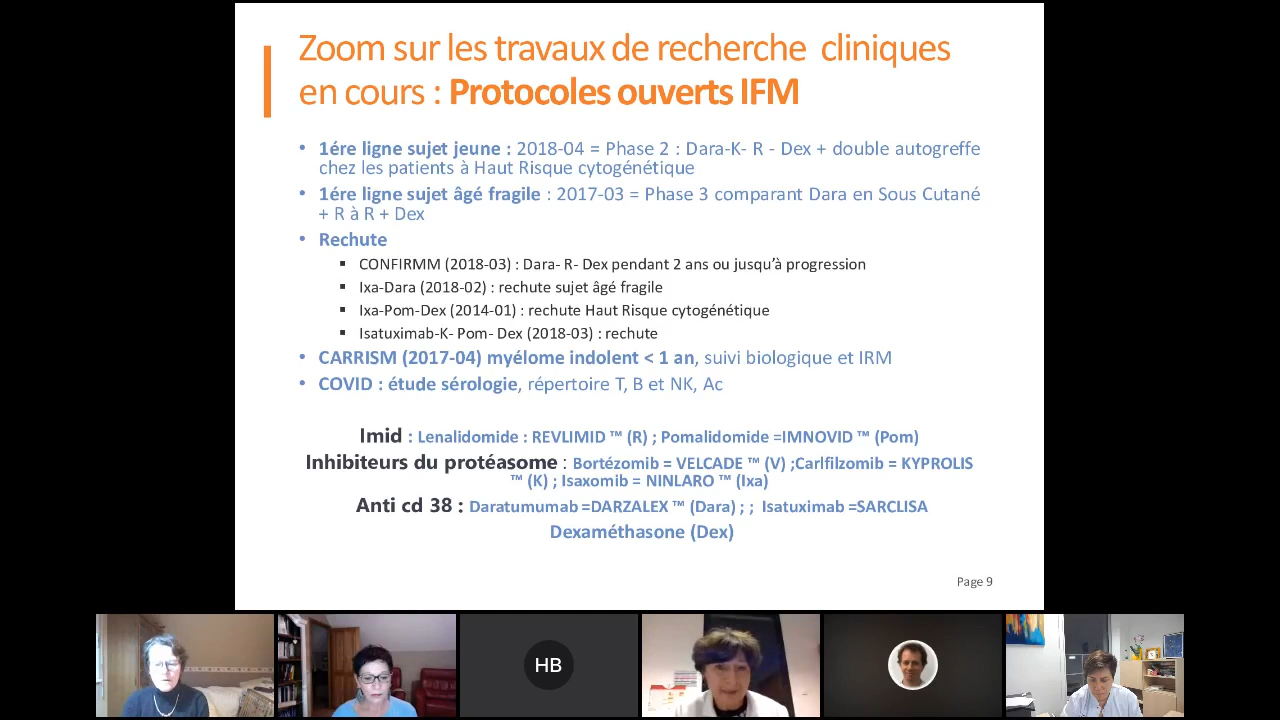 Zoom sur les travaux de recherche cliniques
en cours : Protocoles ouverts IFM
• 1ére ligne sujet jeune : 2018-04 = Phase 2 : Dara-K- R - Dex + double autogreffe
chez les patients à Haut Risque cytogénétique
• 1ére ligne sujet âgé fragile : 2017-03 = Phase 3 comparant Dara en Sous Cutané
+ R à R + Dex
• Rechute
▪ CONFIRMM (2018-03) : Dara- R- Dex pendant 2 ans ou jusqu’à progression
▪ Ixa-Dara (2018-02) : rechute sujet âgé fragile
▪ Ixa-Pom-Dex (2014-01) : rechute Haut Risque cytogénétique
▪ Isatuximab-K- Pom- Dex (2018-03) : rechute
• CARRISM (2017-04) myélome indolent < 1 an, suivi biologique et IRM
• COVID : étude sérologie, répertoire T, B et NK, Ac
Imid : Lenalidomide : REVLIMID ™ (R) ; Pomalidomide =IMNOVID ™ (Pom)
Inhibiteurs du protéasome : Bortézomib = VELCADE ™ (V) ;Carlfilzomib = KYPROLIS
™ (K) ; Isaxomib = NINLARO ™ (Ixa)
Anti cd 38 : Daratumumab =DARZALEX ™ (Dara) ; ; Isatuximab =SARCLISA
Dexaméthasone (Dex)
Page 9
HB